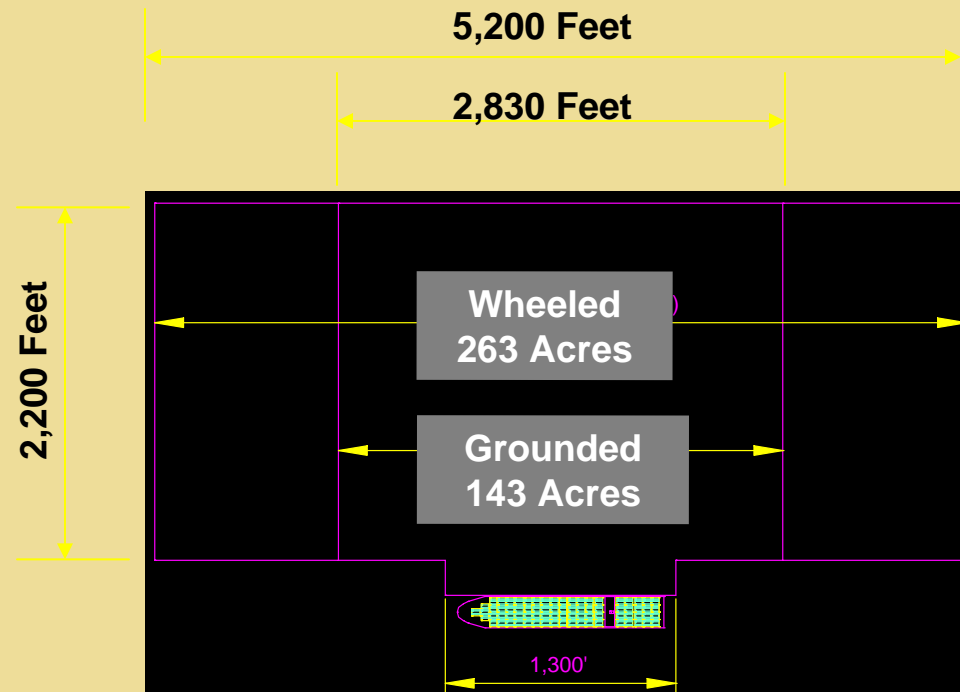 5,200 Feet
2,830 Feet
2,200 Feet
Wheeled
263 Acres
)
Grounded
143 Acres
1,300'